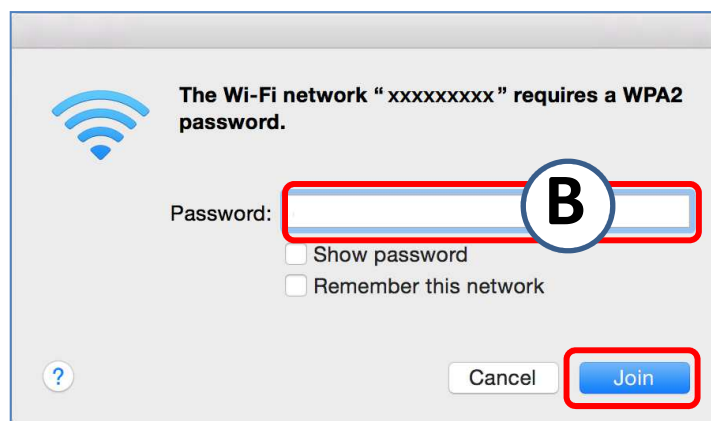 The Wi-Fi network “xxxxxxxxx” requires a WPA2
password.
Password: B
Show password
Remember this network
? Cancel Join